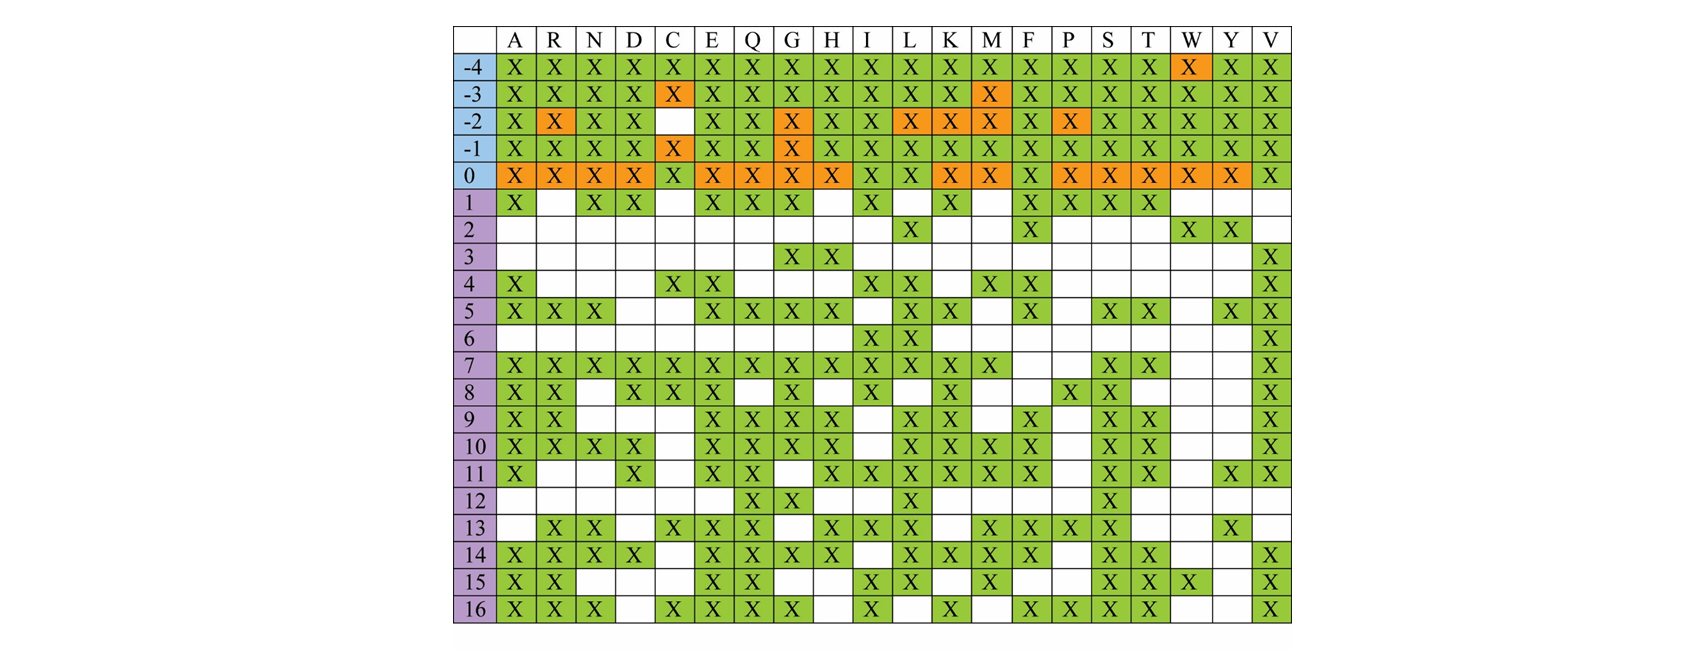 A R N D C E Q G H I L K M F P S T W Y V
-4 X X X X X X X X X X X X X X X X X X X X
-3 X X X X X X X X X X X X X X X X X X X X
-2 X X X X X X X X X X X X X X X X X X X
-1 X X X X X X X X X X X X X X X X X X X X
0 X X X X X X X X X X X X X X X X X X X X
1 X X X X X X X X X X X X
2 X X X X
3 X X X
4 X X X X X X X X
5 X X X X X X X X X X X X X X
6 X X X
7 X X X X X X X X X X X X X X X X
8 X X X X X X X X X X X
9 X X X X X X X X X X X X
10 X X X X X X X X X X X X X X X
11 X X X X X X X X X X X X X X
12 X X X X
13 X X X X X X X X X X X X X
14 X X X X X X X X X X X X X X X
15 X X X X X X X X X X X
16 X X X X X X X X X X X X X X